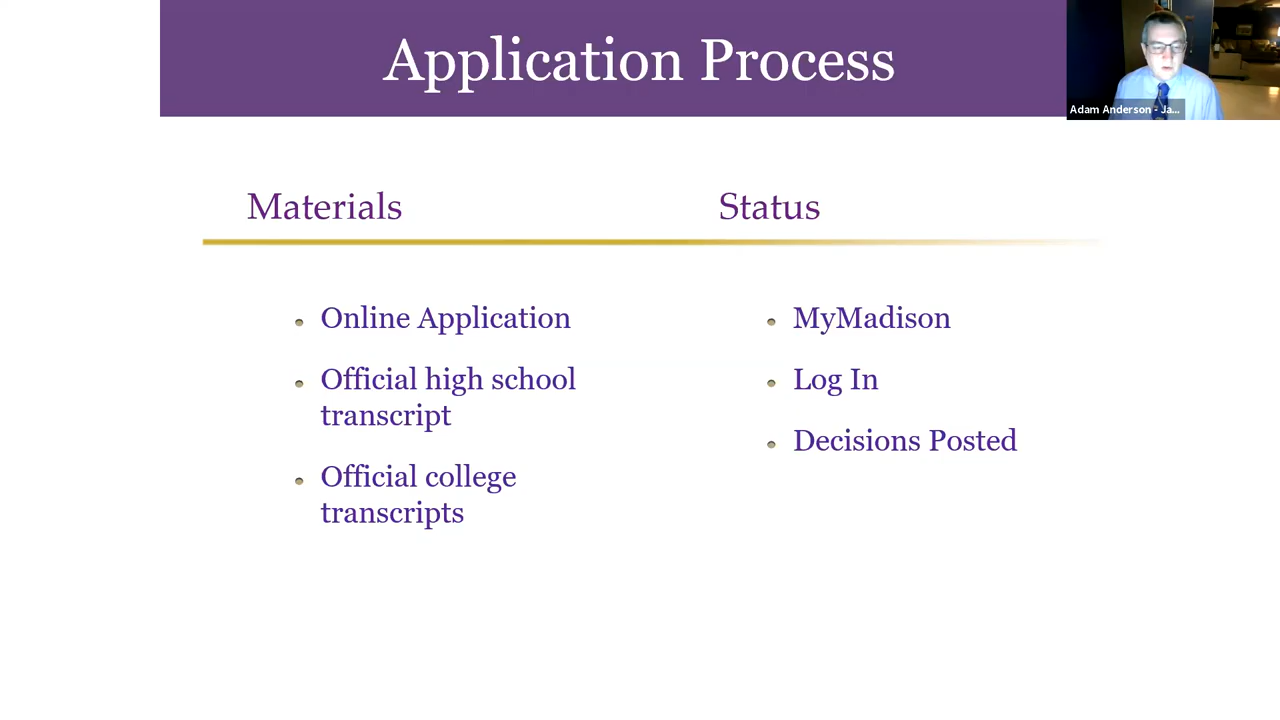 Application Process
Adam Anderson - Ja...
Materials
Online Application
Official high school
transcript
Official college
transcripts
Status
MyMadison
Log In
Decisions Posted